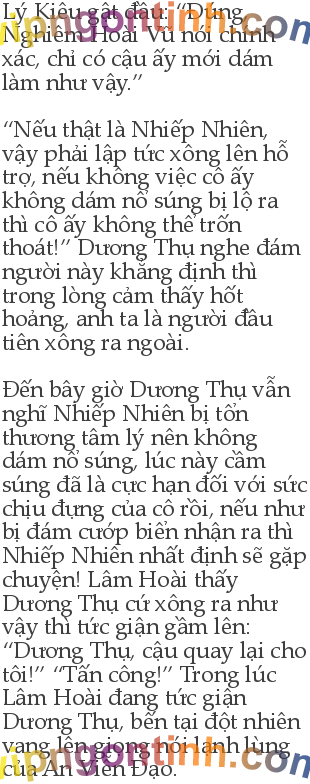 Lý Kiêu gật đầu: “Đúng,
Nghiêm Hoài Vu nói chính
xác, chỉ có cậu ấy mới dám
làm như vậy.”
“Nếu thật là Nhiếp Nhiên,
vậy phải lập tức xông lên hỗ
trợ, nếu không việc cô ấy
không dám nổ súng bị lộ ra
thì cô ấy không thể trốn
thoát!” Dương Thụ nghe đám
người này khẳng định thì
trong lòng cảm thấy hốt
hoảng, anh ta là người đầu
tiên xông ra ngoài.
Đến bây giờ Dương Thụ vẫn
nghĩ Nhiếp Nhiên bị tổn
thương tâm lý nên không
dám nổ súng, lúc này cầm
súng đã là cực hạn đối với sức
chịu đựng của cô rồi, nếu như
bị đám cướp biển nhận ra thì
Nhiếp Nhiên nhất định sẽ gặp
chuyện! Lâm Hoài thấy
Dương Thụ cứ xông ra như
vậy thì tức giận gầm lên:
“Dương Thụ, cậu quay lại cho
tôi!” “Tấn công!” Trong lúc
Lâm Hoài đang tức giận
Dương Thụ, bên tai đột nhiên
vang lên giọng nói lạnh lùng
của An Viễn Đạo.
vipngontinh.com
vipngontinh.com